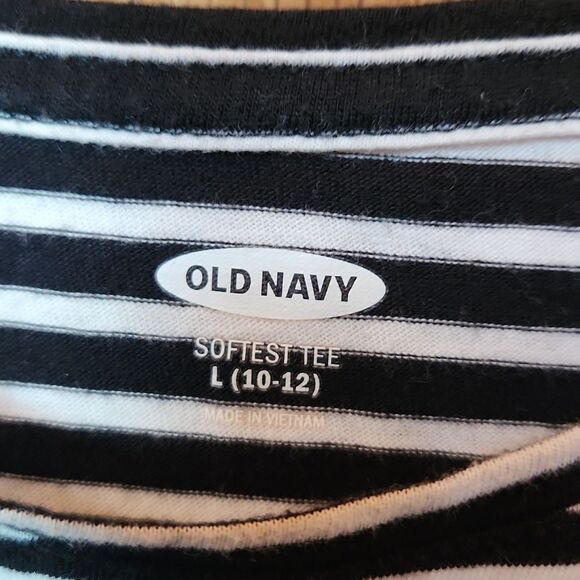 OLD NAVY
SOFTEST TEE
L (10-12)
MADE IN VIETNAM